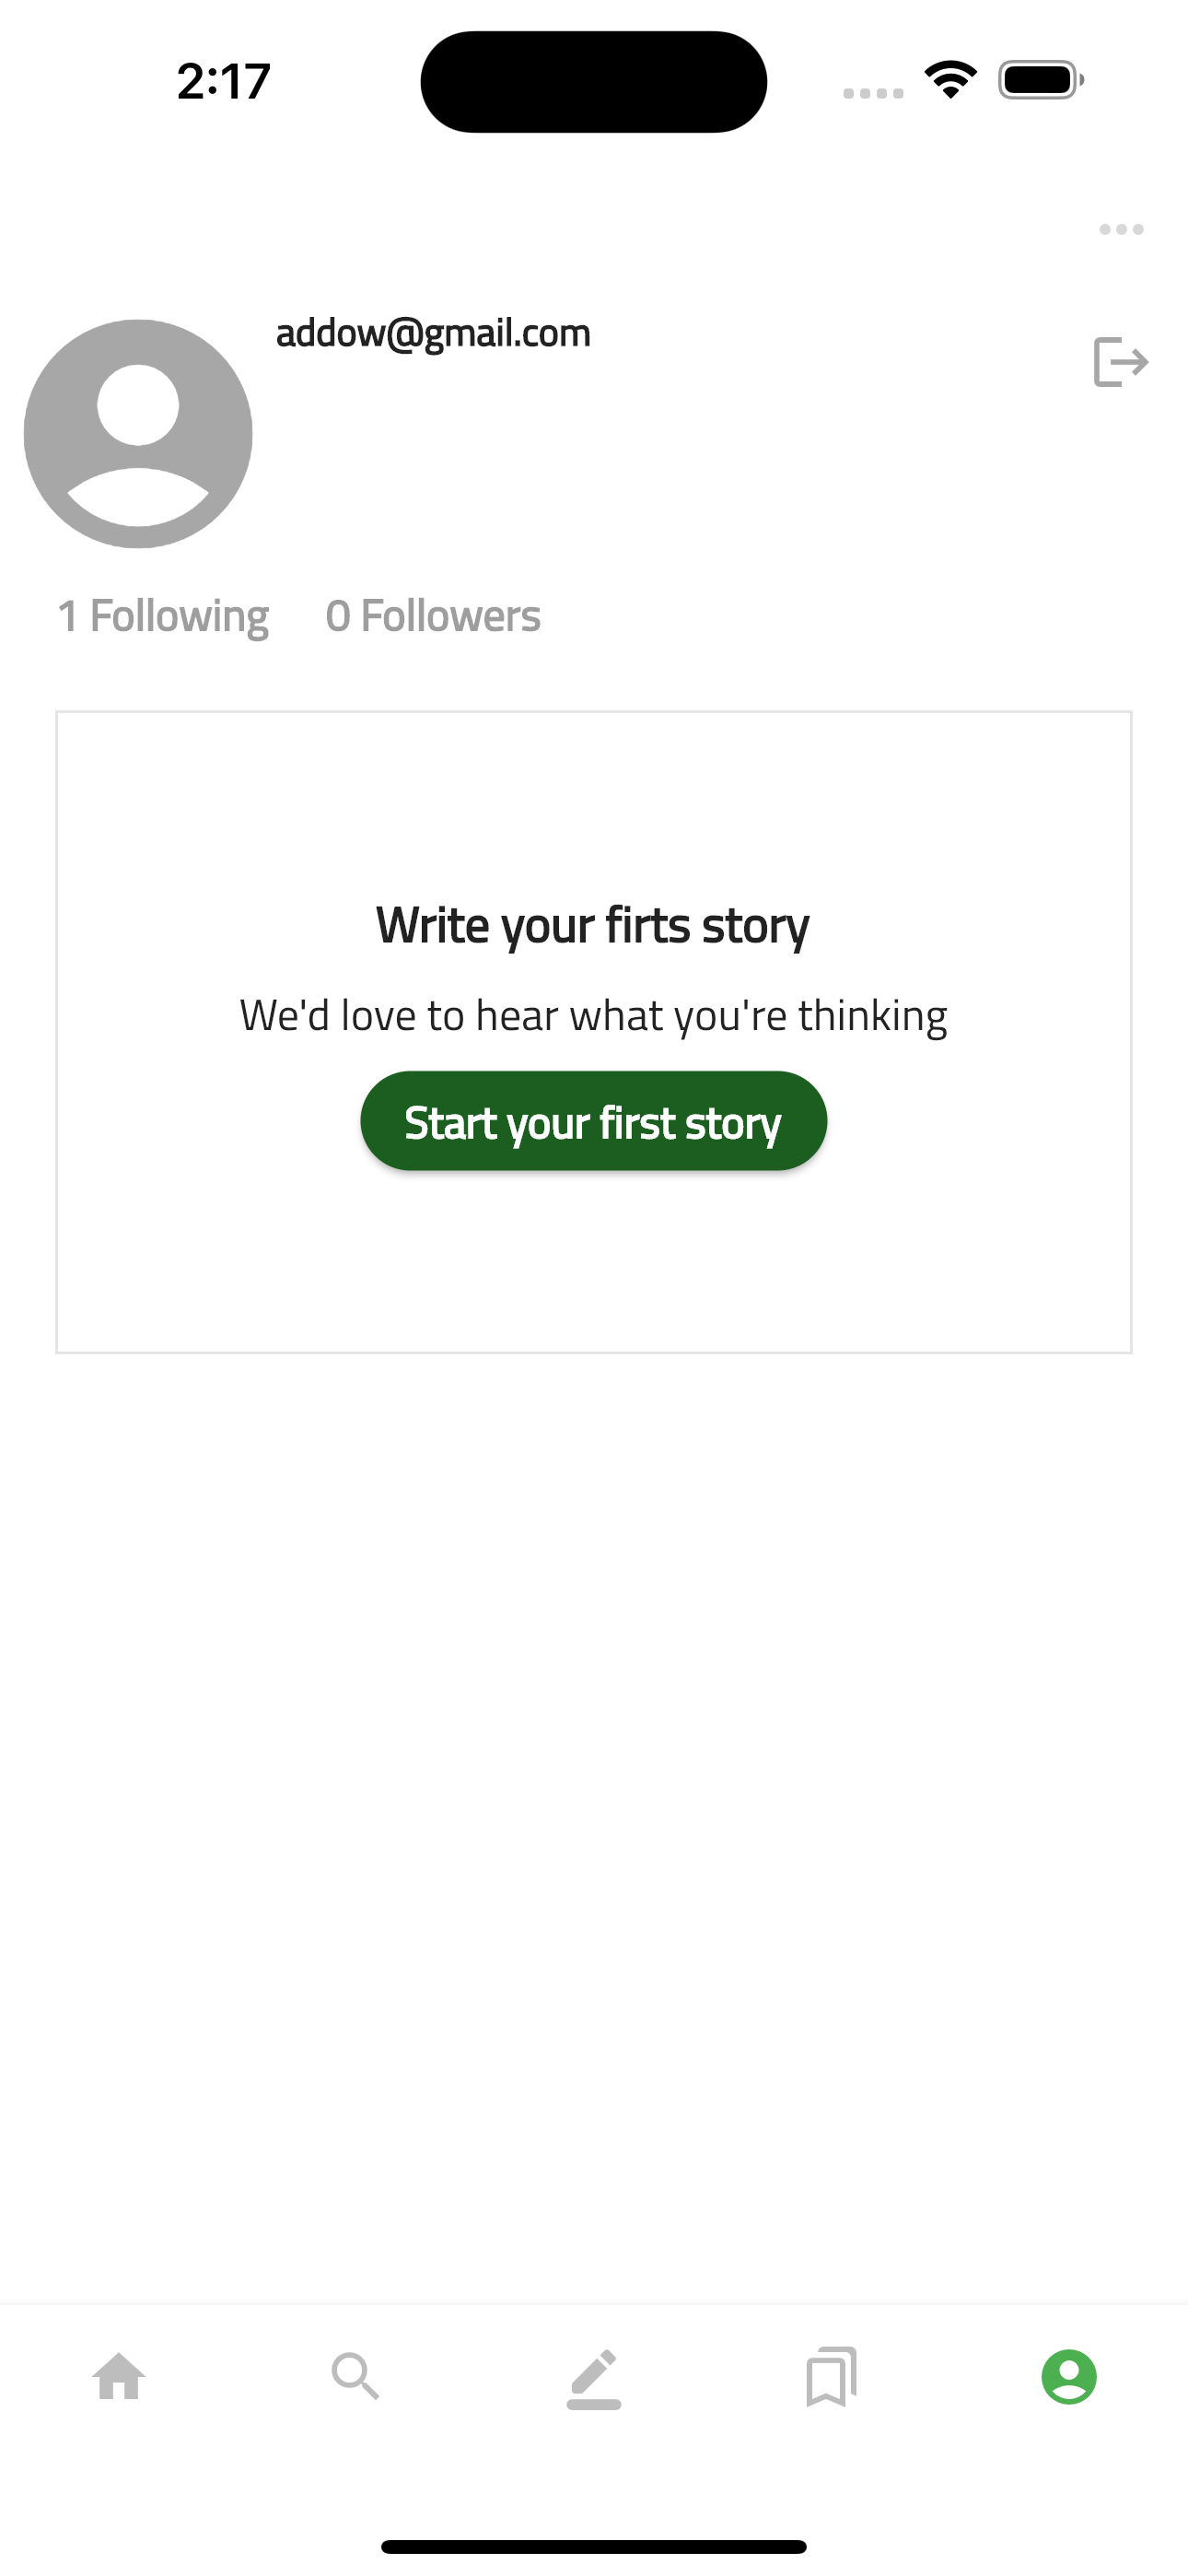 2:17
addow@gmail.com
1 Following 0 Followers
Write your firts story
We'd love to hear what you're thinking
Start your first story